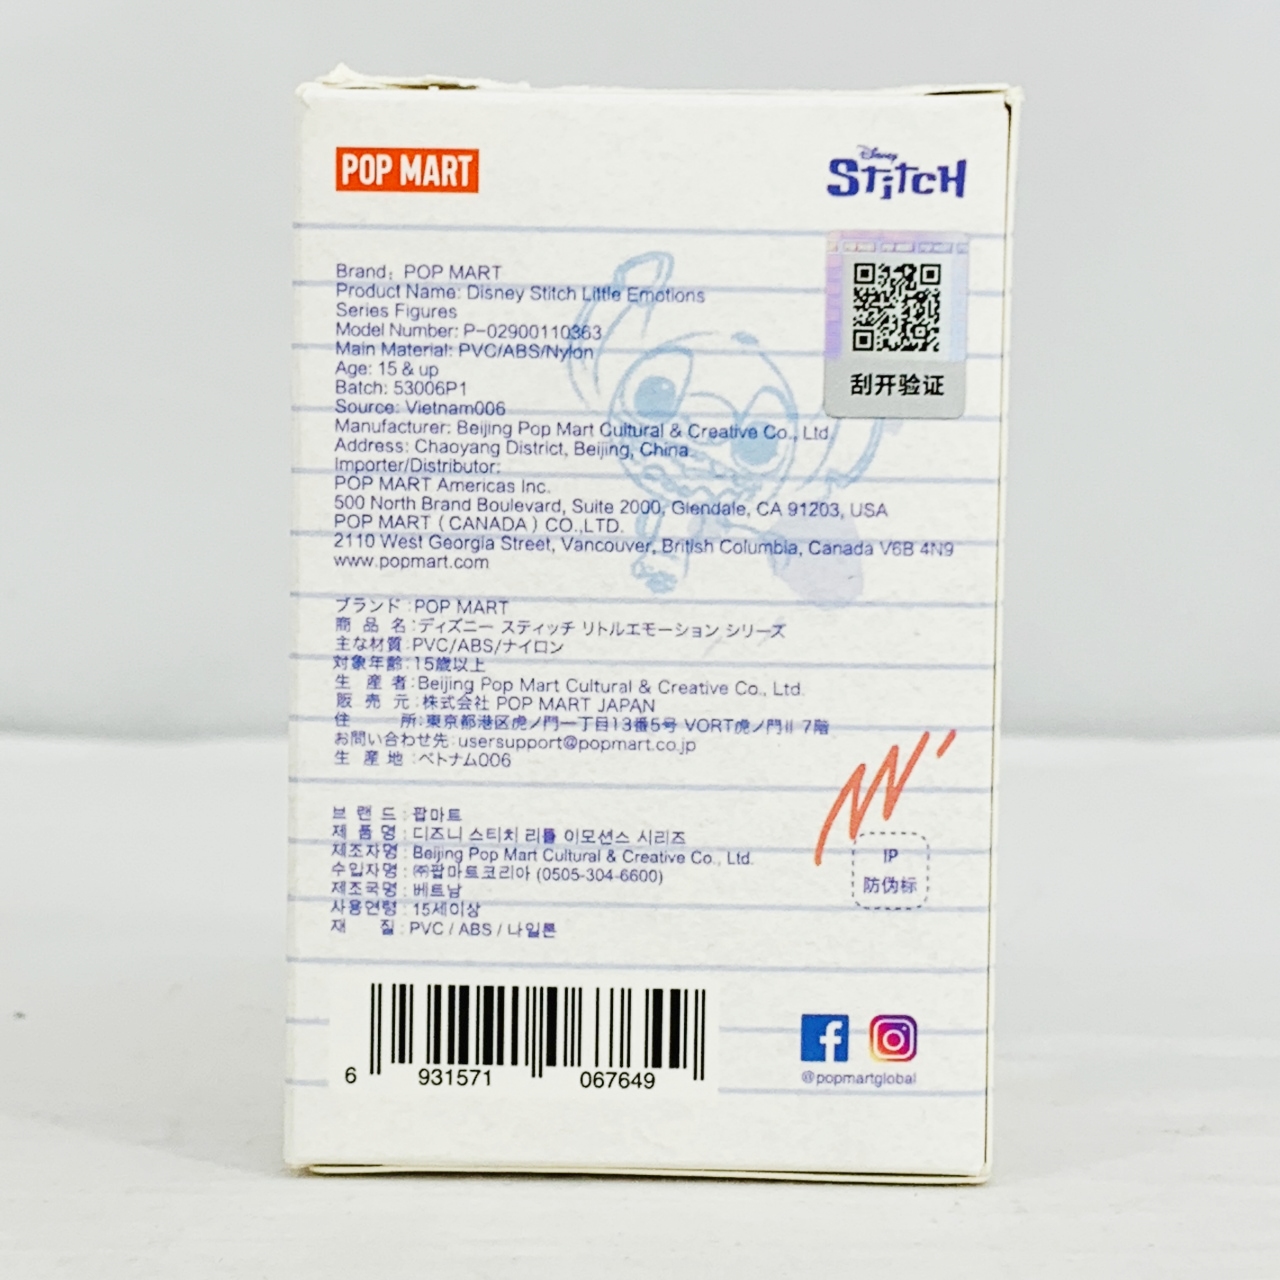 POP MART
Disney
Stitch
Brand: POP MART
Product Name: Disney Stitch Little Emotions
Series Figures
Model Number: P-02900110363
Main Material: PVC/ABS/Nylon
Age: 15 & up
Batch: 53006P1
Source: Vietnam006
Manufacturer: Beijing Pop Mart Cultural & Creative Co., Ltd.
Address: Chaoyang District, Beijing, China.
Importer/Distributor:
POP MART Americas Inc.
500 North Brand Boulevard, Suite 2000, Glendale, CA 91203, USA
POP MART (CANADA) CO.,LTD.
2110 West Georgia Street, Vancouver, British Columbia, Canada V6B 4N9
www.popmart.com
刮开验证
ブランド:POP MART
商品名:ディズニー スティッチ リトルエモーション シリーズ
主な材質:PVC/ABS/ナイロン
対象年齢:15歳以上
生産者:Beijing Pop Mart Cultural & Creative Co., Ltd.
販売元:株式会社 POP MART JAPAN
住所:東京都港区虎ノ門一丁目13番5号 VORT虎ノ門Ⅱ 7階
お問い合わせ先:usersupport@popmart.co.jp
生産地:ベトナム006
브랜드:팝마트
제품명:디즈니 스티치 리틀 이모션스 시리즈
제조자명:Beijing Pop Mart Cultural & Creative Co., Ltd.
수입자명:㈜팝마트코리아 (0505-304-6600)
제조국명:베트남
사용연령:15세이상
재질:PVC / ABS / 나일론
IP
防伪标
6 931571 067649
@popmartglobal